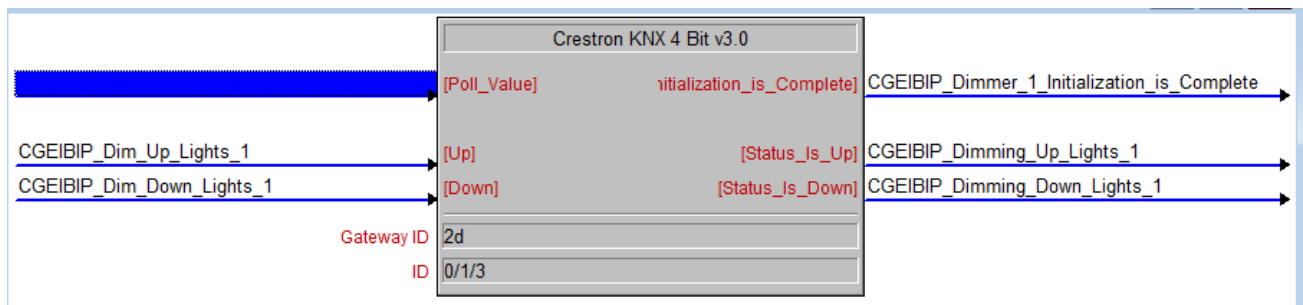 Crestron KNX 4 Bit v3.0
[Poll_Value] nitialization_is_Complete] CGEIBIP_Dimmer_1_Initialization_is_Complete
CGEIBIP_Dim_Up_Lights_1 [Up] [Status_Is_Up] CGEIBIP_Dimming_Up_Lights_1
CGEIBIP_Dim_Down_Lights_1 [Down] [Status_Is_Down] CGEIBIP_Dimming_Down_Lights_1
Gateway ID 2d
ID 0/1/3